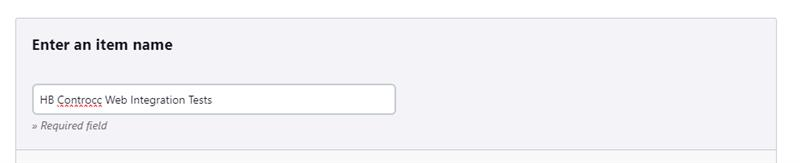 Enter an item name
HB Controcc Web Integration Tests
» Required field